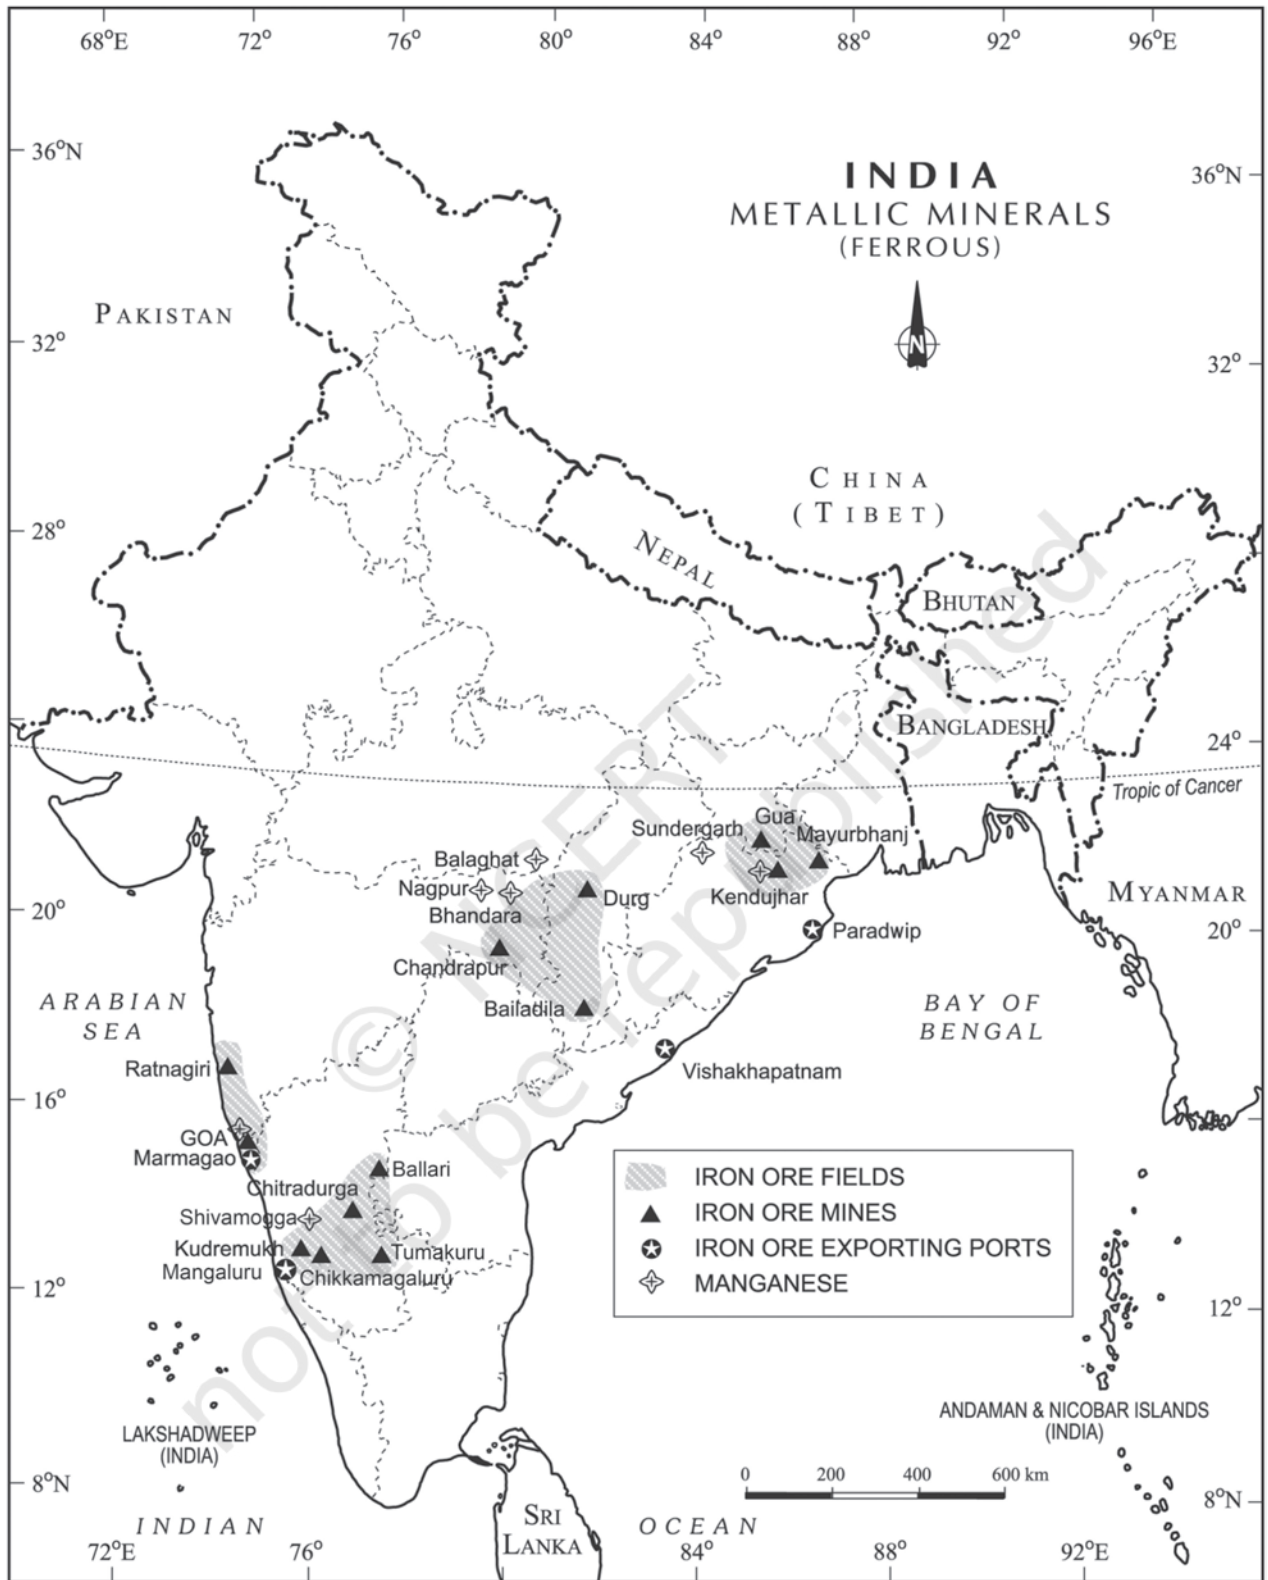 68°E 72° 76° 80° 84° 88° 92° 96°E
36°N
36°N
INDIA
METALLIC MINERALS
(FERROUS)
N
PAKISTAN
32°
32°
CHINA
(TIBET)
28°
NEPAL
BHUTAN
BANGLADESH
24°
Tropic of Cancer
Gua
Sundergarh
Mayurbhanj
Balaghat
Nagpur
Durg
Kendujhar
Bhandara
MYANMAR
20°
20°
Paradwip
Chandrapur
Bailadila
ARABIAN
SEA
BAY OF
BENGAL
Ratnagiri
Vishakhapatnam
16°
GOA
Marmagao
Ballari
Chitradurga
Shivamogga
Kudremukh
Tumakuru
Mangaluru
Chikkamagaluru
IRON ORE FIELDS
IRON ORE MINES
IRON ORE EXPORTING PORTS
MANGANESE
12°
12°
LAKSHADWEEP
(INDIA)
ANDAMAN & NICOBAR ISLANDS
(INDIA)
0 200 400 600 km
8°N
8°N
SRI
LANKA
INDIAN OCEAN
72°E 76° 84° 88° 92°E
© NCERT
not to be republished